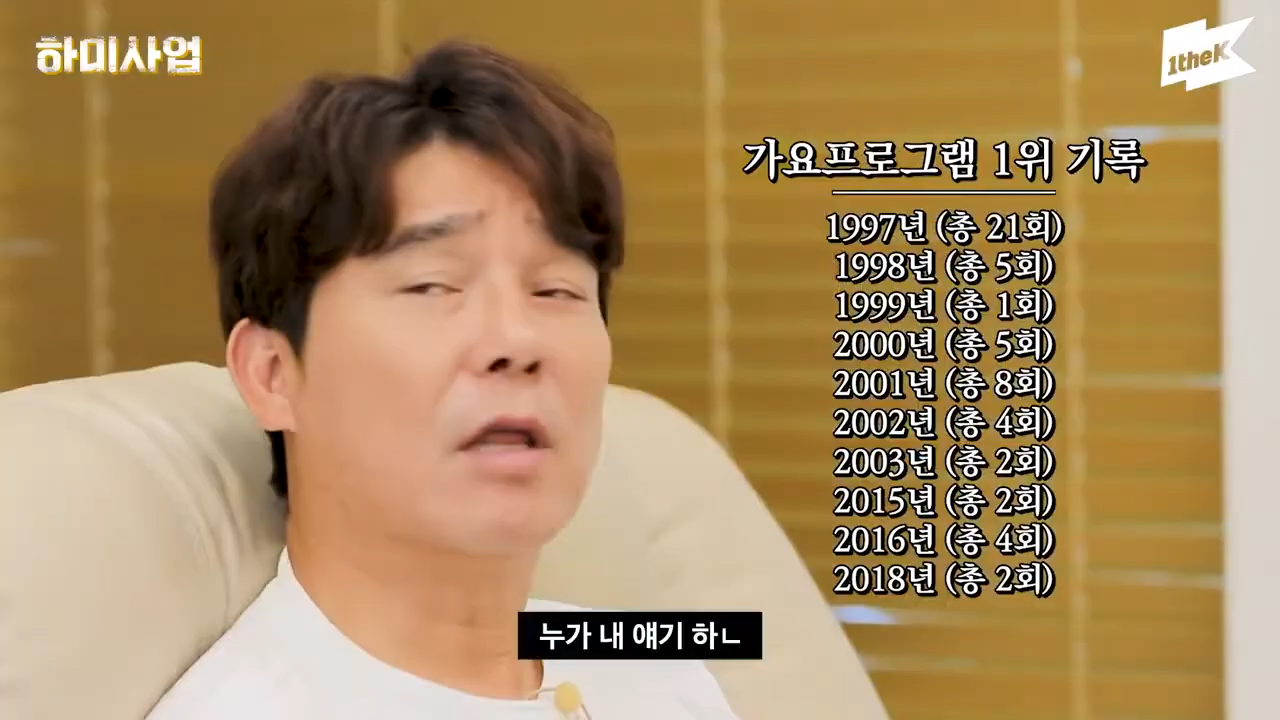 하미사업
1theK
가요프로그램 1위 기록
1997년 (총 21회)
1998년 (총 5회)
1999년 (총 1회)
2000년 (총 5회)
2001년 (총 8회)
2002년 (총 4회)
2003년 (총 2회)
2015년 (총 2회)
2016년 (총 4회)
2018년 (총 2회)
누가 내 얘기 하ㄴ